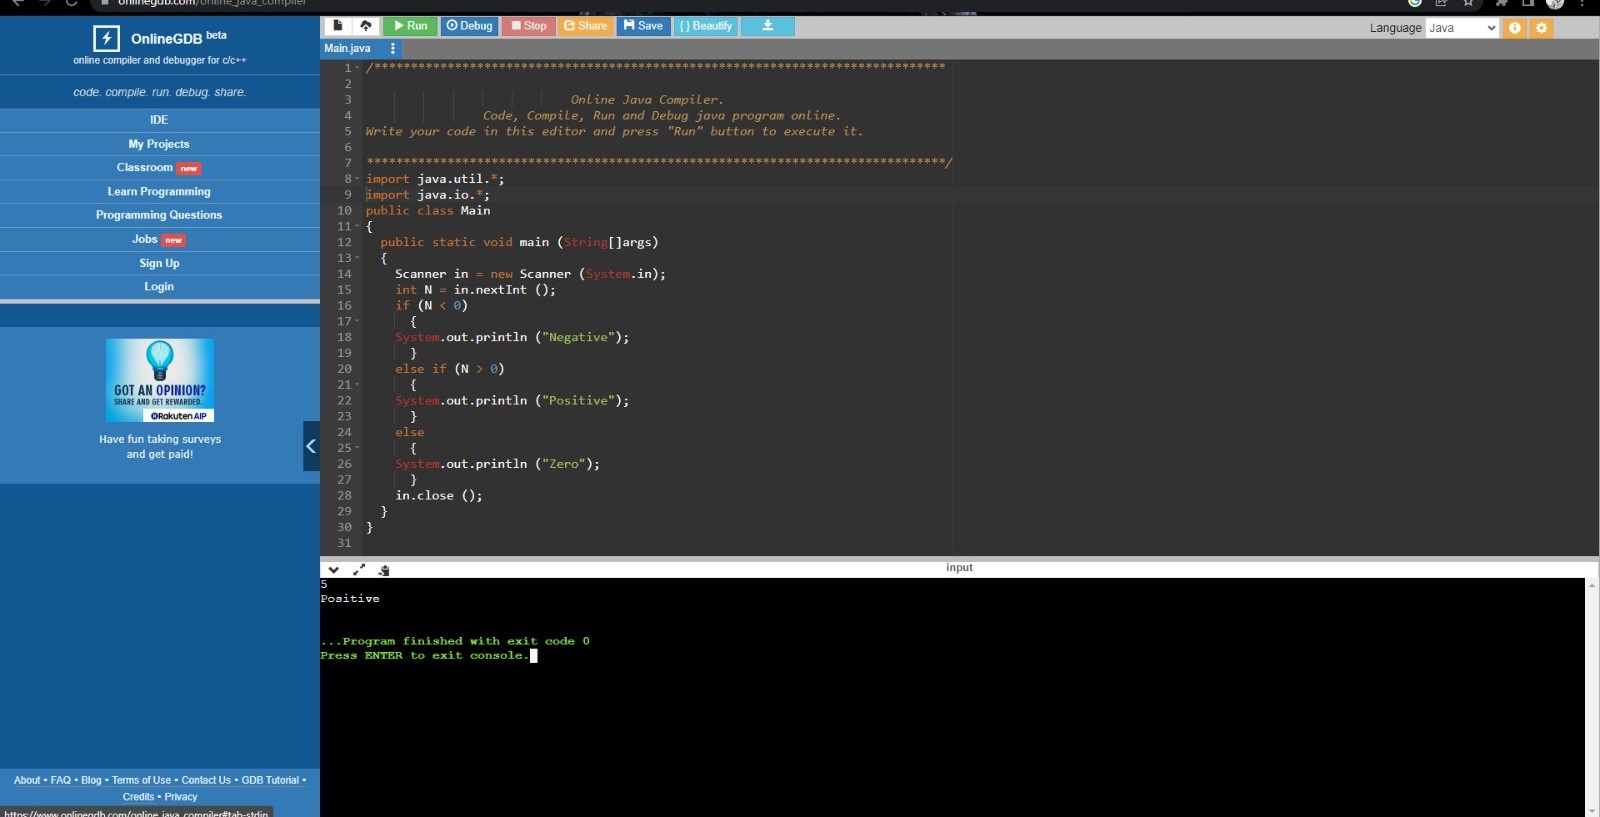 onlinegdb.com/online_java_compiler
OnlineGDB beta
online compiler and debugger for c/c++
code. compile. run. debug. share.
IDE
My Projects
Classroom new
Learn Programming
Programming Questions
Jobs new
Sign Up
Login
GOT AN OPINION?
SHARE AND GET REWARDED.
Rakuten AIP
Have fun taking surveys
and get paid!
About • FAQ • Blog • Terms of Use • Contact Us • GDB Tutorial •
Credits • Privacy
https://www.onlinegdb.com/online_java_compiler#tab-stdin
Run Debug Stop Share Save { } Beautify
Language Java
Main.java
1 /******************************************************************************
2
3 Online Java Compiler.
4 Code, Compile, Run and Debug java program online.
5 Write your code in this editor and press "Run" button to execute it.
6
7 *******************************************************************************/
8 import java.util.*;
9 import java.io.*;
10 public class Main
11 {
12 public static void main (String[]args)
13 {
14 Scanner in = new Scanner (System.in);
15 int N = in.nextInt ();
16 if (N < 0)
17 {
18 System.out.println ("Negative");
19 }
20 else if (N > 0)
21 {
22 System.out.println ("Positive");
23 }
24 else
25 {
26 System.out.println ("Zero");
27 }
28 in.close ();
29 }
30 }
31
input
5
Positive
...Program finished with exit code 0
Press ENTER to exit console.